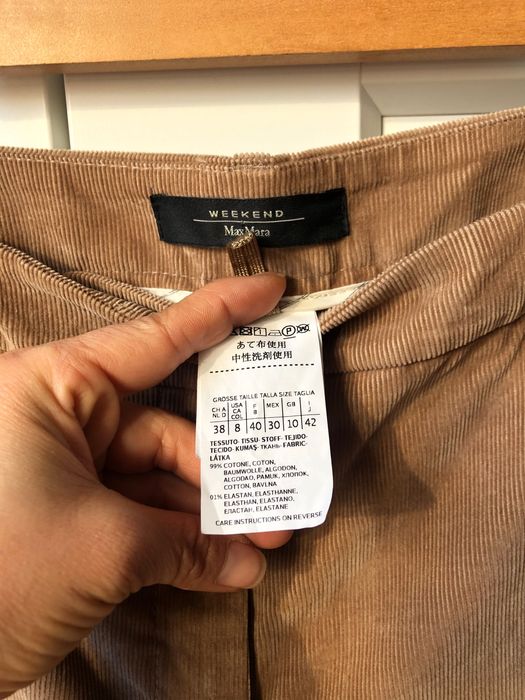 WEEKEND
MaxMara
あて布使用
中性洗剤使用
GROSSE TAILLE TALLA SIZE TAGLIA
CH A NL D USA CA COL F B MEX GB I J
38 8 40 30 10 42
TESSUTO·TISSU·STOFF·TEJIDO·
TECIDO·KUMAŞ·ТКАНЬ·FABRIC·
LÁTKA
99% COTONE, COTON,
BAUMWOLLE, ALGODON,
ALGODAO, PAMUK, ХЛОПОК,
COTTON, BAVLNA
01% ELASTAN, ELASTHANNE,
ELASTHAN, ELASTANO,
ЕЛАСТАН, ELASTANE
CARE INSTRUCTIONS ON REVERSE